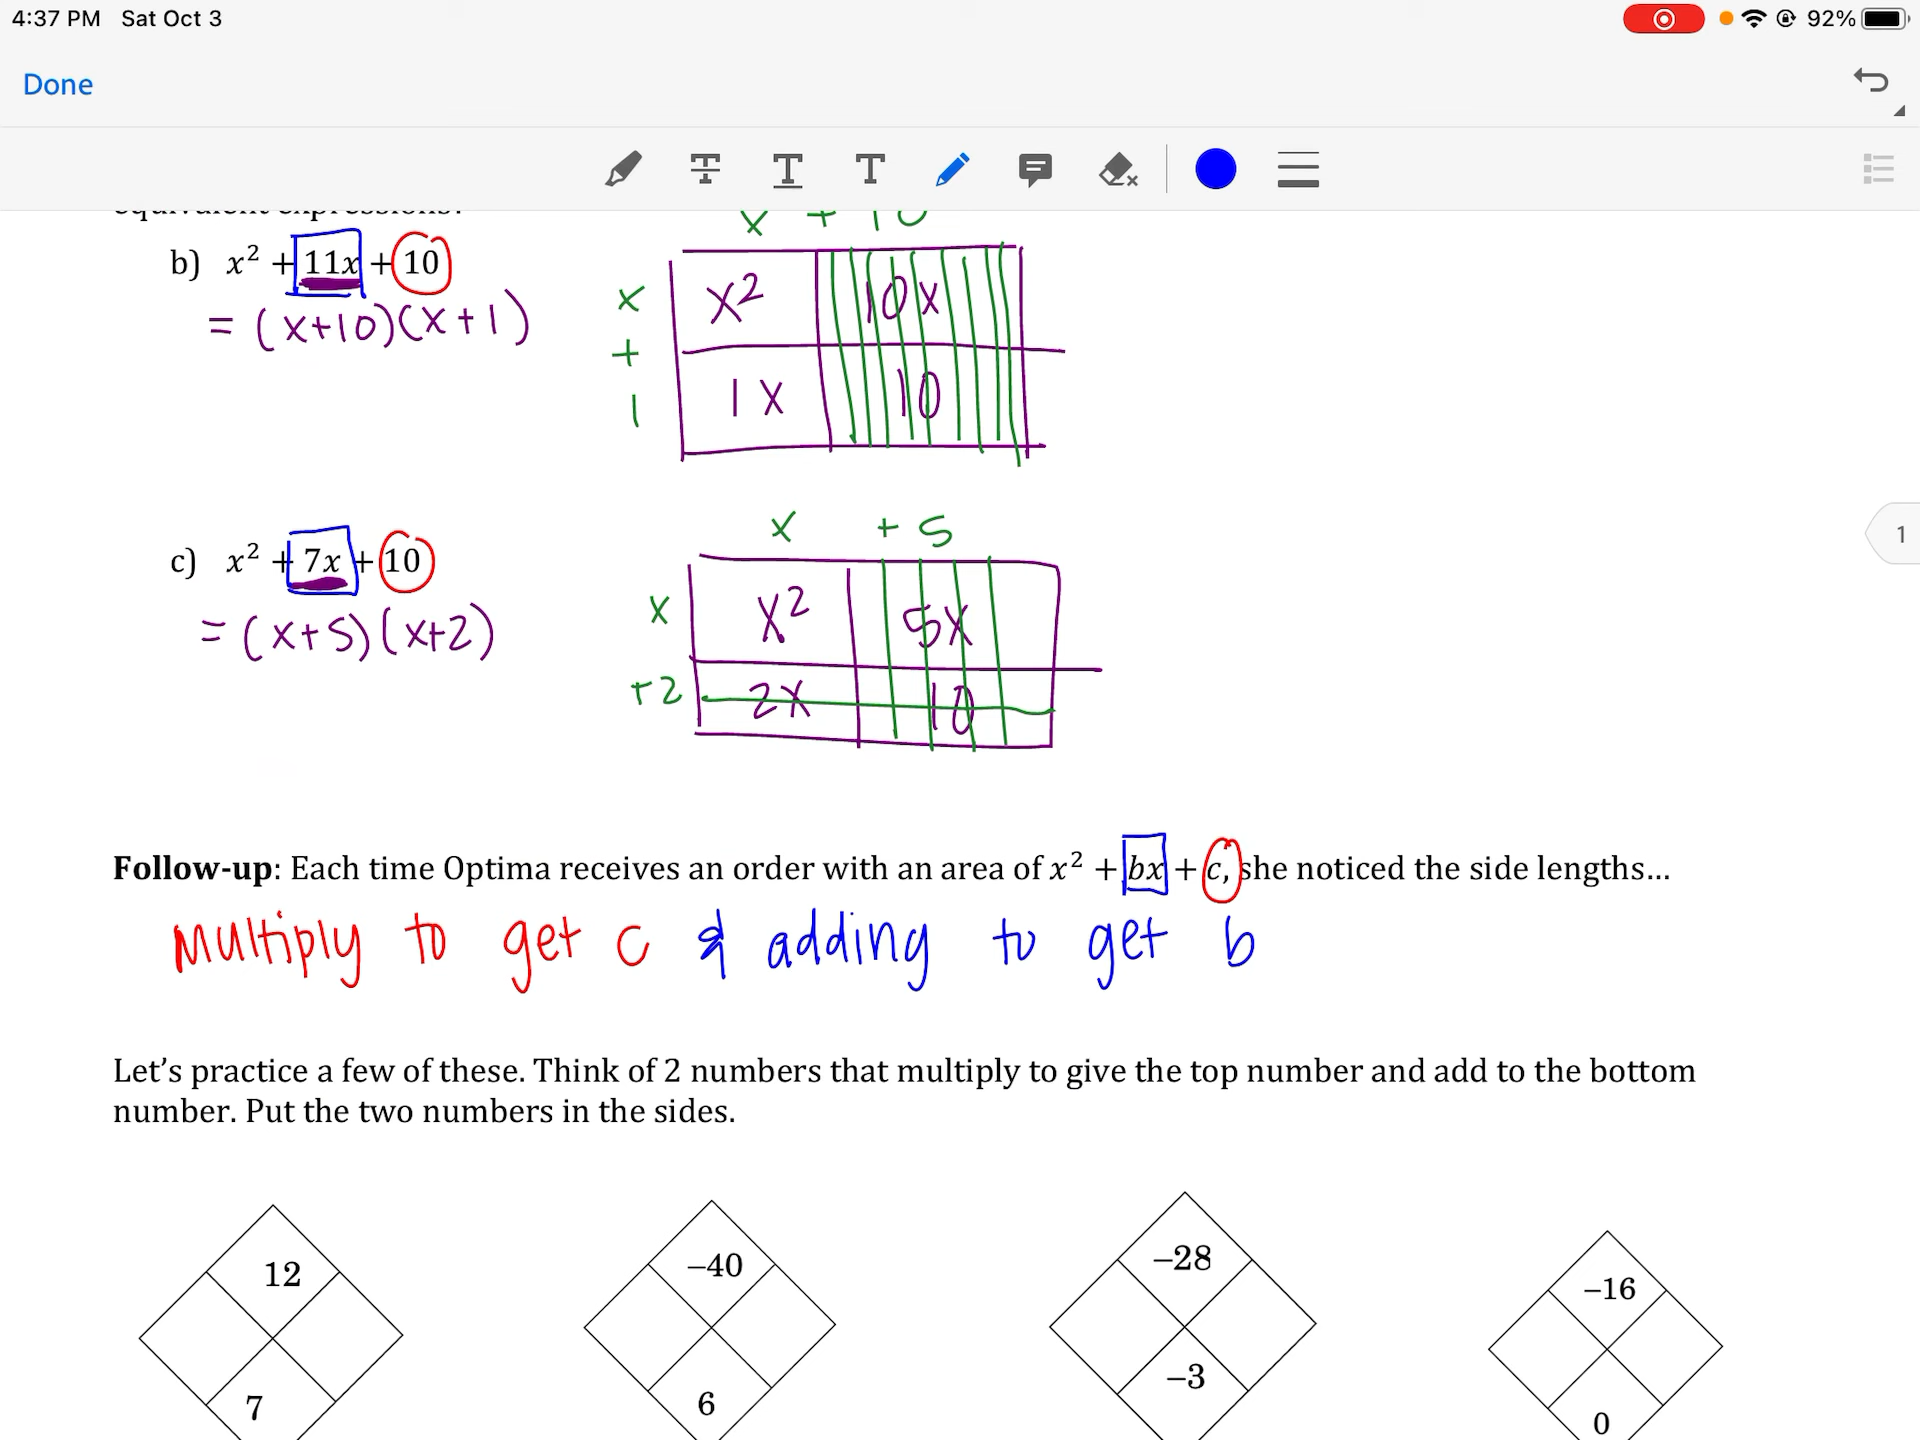 4:37 PM Sat Oct 3 92%
Done
equivalent expressions.
x + 10
b) x² + 11x + 10
= (x+10)(x+1)
x x² 10x
+
1 1x 10
x + 5
c) x² + 7x + 10
= (x+5)(x+2)
x x² 5x
+2 2x 10
1
Follow-up: Each time Optima receives an order with an area of x² + bx + c, she noticed the side lengths...
multiply to get c & adding to get b
Let's practice a few of these. Think of 2 numbers that multiply to give the top number and add to the bottom
number. Put the two numbers in the sides.
12 −40 −28 −16
7 6 −3 0